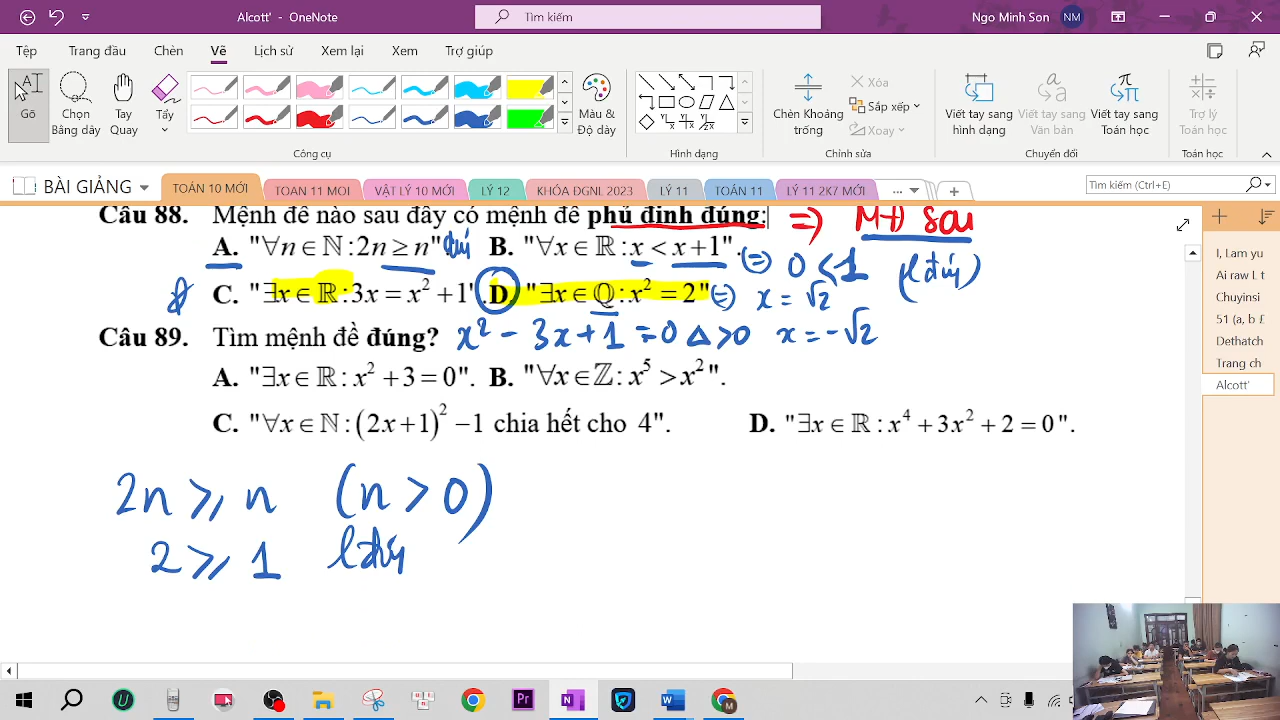 Alcott' - OneNote
Tìm kiếm
Ngo Minh Son NM
Tệp Trang đầu Chèn Vẽ Lịch sử Xem lại Xem Trợ giúp
Gõ
Chọn Bằng dây
Tay Quay
Tẩy
Màu & Độ dày
Chèn Khoảng trống
Xóa
Sắp xếp
Xoay
Viết tay sang hình dạng
Viết tay sang Văn bản
Viết tay sang Toán học
Trợ lý Toán học
Công cụ Hình dạng Chỉnh sửa Chuyển đổi Toán học
BÀI GIẢNG TOÁN 10 MỚI TOAN 11 MOI VẬT LÝ 10 MỚI LÝ 12 KHÓA DGNL 2023 LÝ 11 TOÁN 11 LÝ 11 2K7 MỚI ... Tìm kiếm (Ctrl+E)
Câu 88. Mệnh đề nào sau đây có mệnh đề phủ định đúng: => MĐ sai
A. "∀n ∈ ℕ : 2n ≥ n" đúng B. "∀x ∈ ℝ : x < x + 1". (=) 0 < 1 (l đúng)
C. "∃x ∈ ℝ : 3x = x² + 1". D. "∃x ∈ ℚ : x² = 2" (=) x = √2
x² - 3x + 1 = 0 Δ > 0 x = -√2
Câu 89. Tìm mệnh đề đúng?
A. "∃x ∈ ℝ : x² + 3 = 0". B. "∀x ∈ ℤ : x⁵ > x²".
C. "∀x ∈ ℕ : (2x + 1)² − 1 chia hết cho 4". D. "∃x ∈ ℝ : x⁴ + 3x² + 2 = 0".
2n ≥ n (n > 0)
2 ≥ 1 l đúng
I, Lam yu
Ai raw L t
Chuyinsi
51 (a, b £
Dethatch
Trang ch
Alcott'